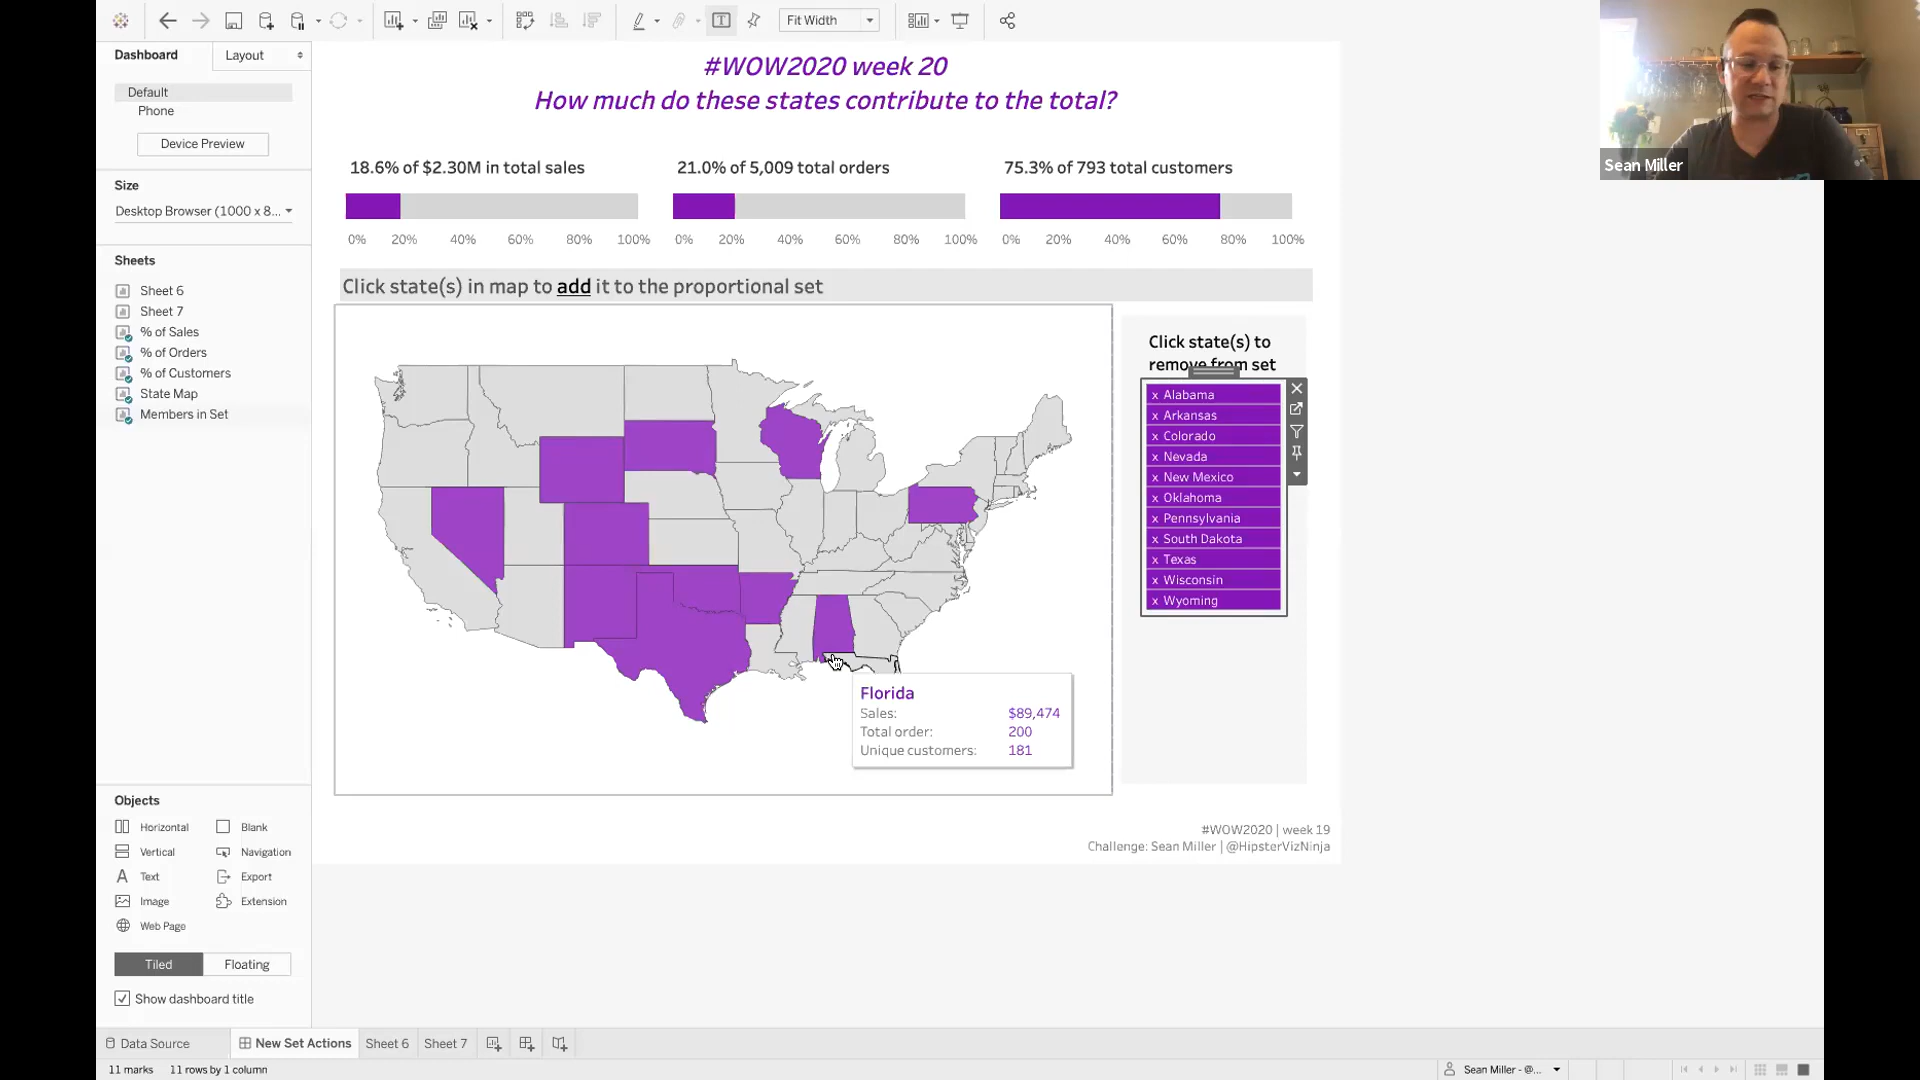 Fit Width
Dashboard
Layout
Default
Phone
Device Preview
Size
Desktop Browser (1000 x 8...
Sheets
Sheet 6
Sheet 7
% of Sales
% of Orders
% of Customers
State Map
Members in Set
Objects
Horizontal
Blank
Vertical
Navigation
Text
Export
Image
Extension
Web Page
Tiled
Floating
Show dashboard title
#WOW2020 week 20
How much do these states contribute to the total?
18.6% of $2.30M in total sales
0% 20% 40% 60% 80% 100%
21.0% of 5,009 total orders
0% 20% 40% 60% 80% 100%
75.3% of 793 total customers
0% 20% 40% 60% 80% 100%
Click state(s) in map to add it to the proportional set
Florida
Sales: $89,474
Total order: 200
Unique customers: 181
Click state(s) to
remove from set
x Alabama
x Arkansas
x Colorado
x Nevada
x New Mexico
x Oklahoma
x Pennsylvania
x South Dakota
x Texas
x Wisconsin
x Wyoming
#WOW2020 | week 19
Challenge: Sean Miller | @HipsterVizNinja
Sean Miller
Data Source
New Set Actions
Sheet 6
Sheet 7
11 marks
11 rows by 1 column
Sean Miller - @...